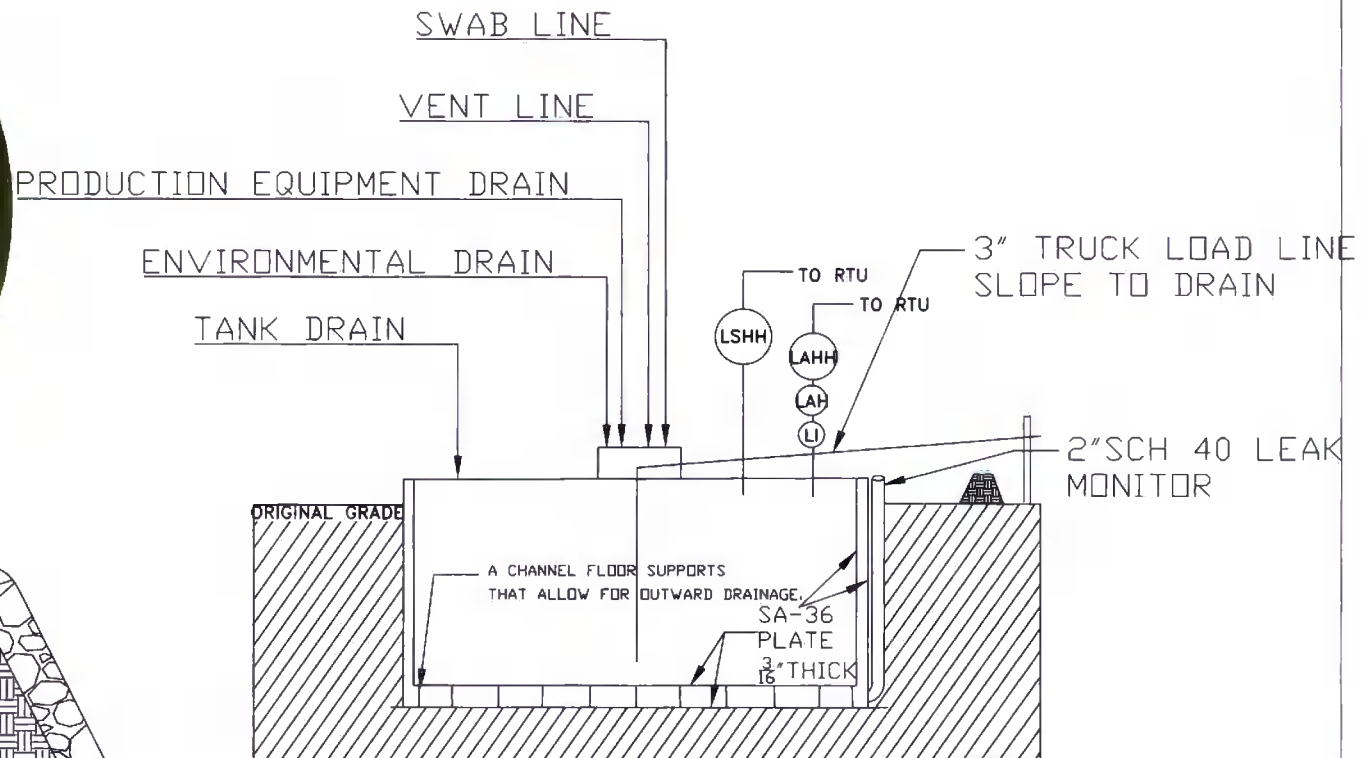 SWAB LINE
VENT LINE
PRODUCTION EQUIPMENT DRAIN
ENVIRONMENTAL DRAIN
TANK DRAIN
TO RTU
TO RTU
LSHH
LAHH
LAH
LI
3" TRUCK LOAD LINE
SLOPE TO DRAIN
2"SCH 40 LEAK
MONITOR
ORIGINAL GRADE
A CHANNEL FLOOR SUPPORTS
THAT ALLOW FOR OUTWARD DRAINAGE.
SA-36
PLATE
3/16"THICK